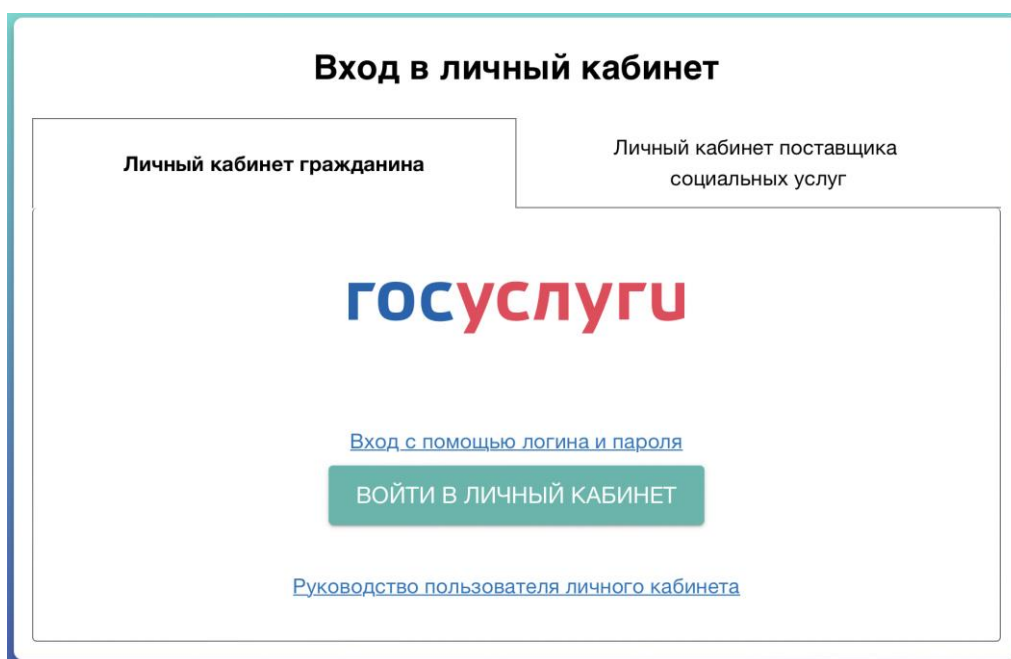 Вход в личный кабинет
Личный кабинет гражданина
Личный кабинет поставщика
социальных услуг
госуслуги
Вход с помощью логина и пароля
ВОЙТИ В ЛИЧНЫЙ КАБИНЕТ
Руководство пользователя личного кабинета